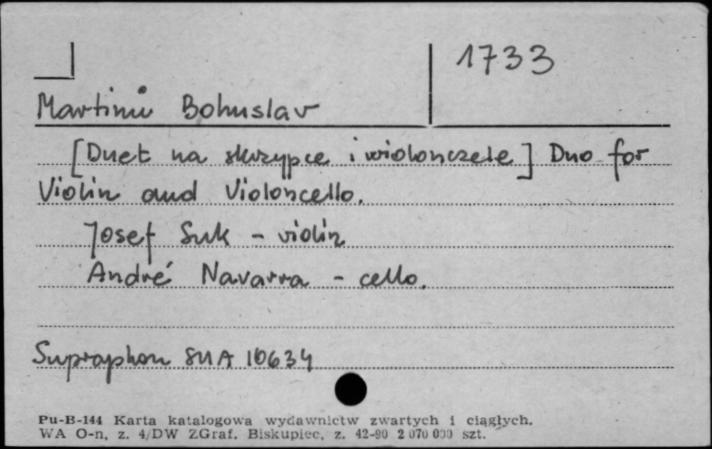 1733
Martinů Bohuslav
[Duet na skrzypce i wiolonczele] Duo for
Violin and Violoncello.
Josef Suk - violin
André Navarra - cello.
Supraphon SUA 10634
Pu-B-144 Karta katalogowa wydawnictw zwartych i ciągłych.
WA O-n, z. 4/DW ZGraf. Biskupiec, z. 42-90 2 070 000 szt.